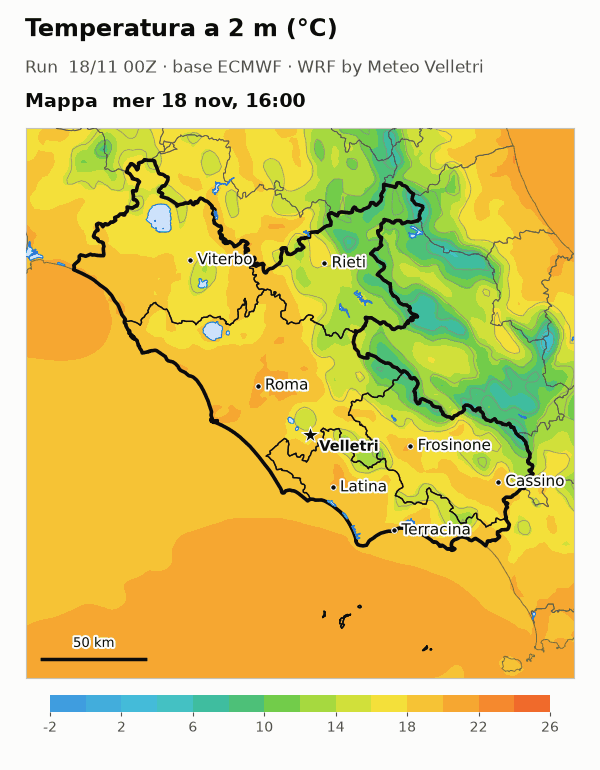 Temperatura a 2 m (°C)
Run 18/11 00Z · base ECMWF · WRF by Meteo Velletri
Mappa mer 18 nov, 16:00
Viterbo
Rieti
Roma
Velletri
Frosinone
Latina
Cassino
Terracina
50 km
-2 2 6 10 14 18 22 26